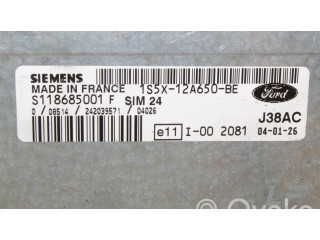 SIEMENS
MADE IN FRANCE 1S5X-12A650-BE
S118685001 F SIM 24
0 / 08514 / 242039571 / 04026
Ford
J38AC
e11 I-00 2081 04-01-26
Ovoko